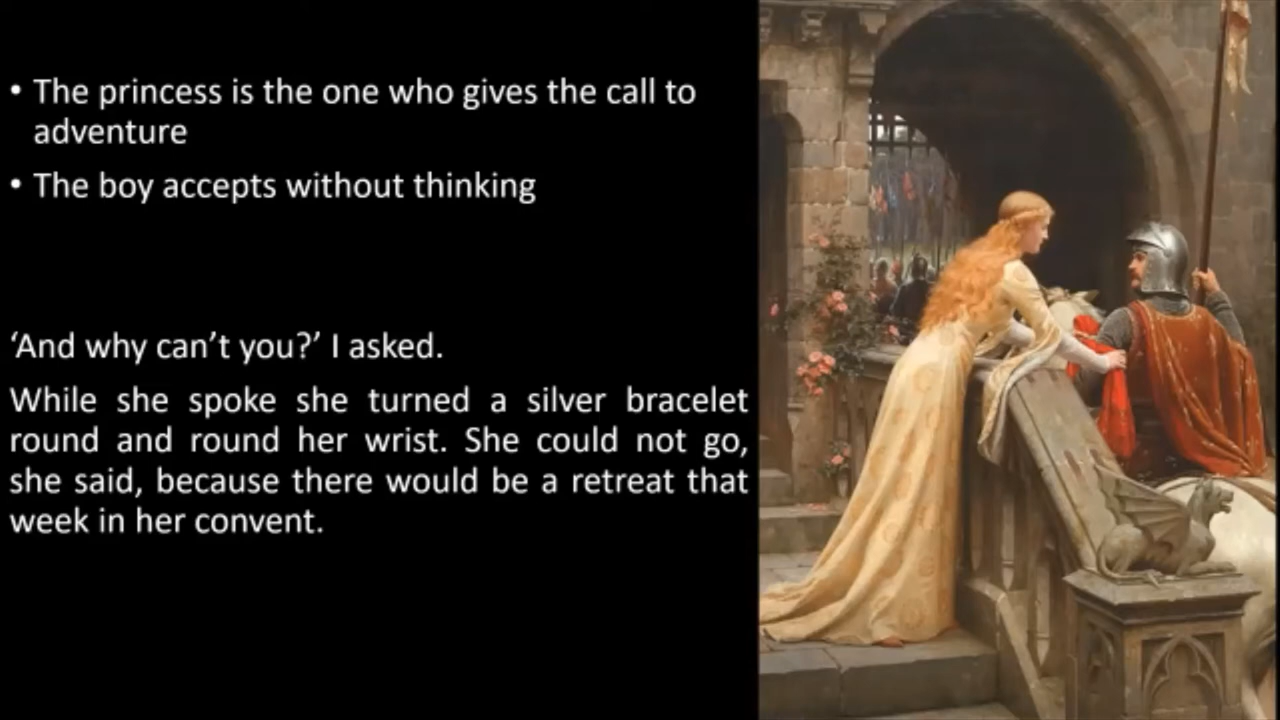 • The princess is the one who gives the call to
adventure
• The boy accepts without thinking
‘And why can’t you?’ I asked.
While she spoke she turned a silver bracelet
round and round her wrist. She could not go,
she said, because there would be a retreat that
week in her convent.